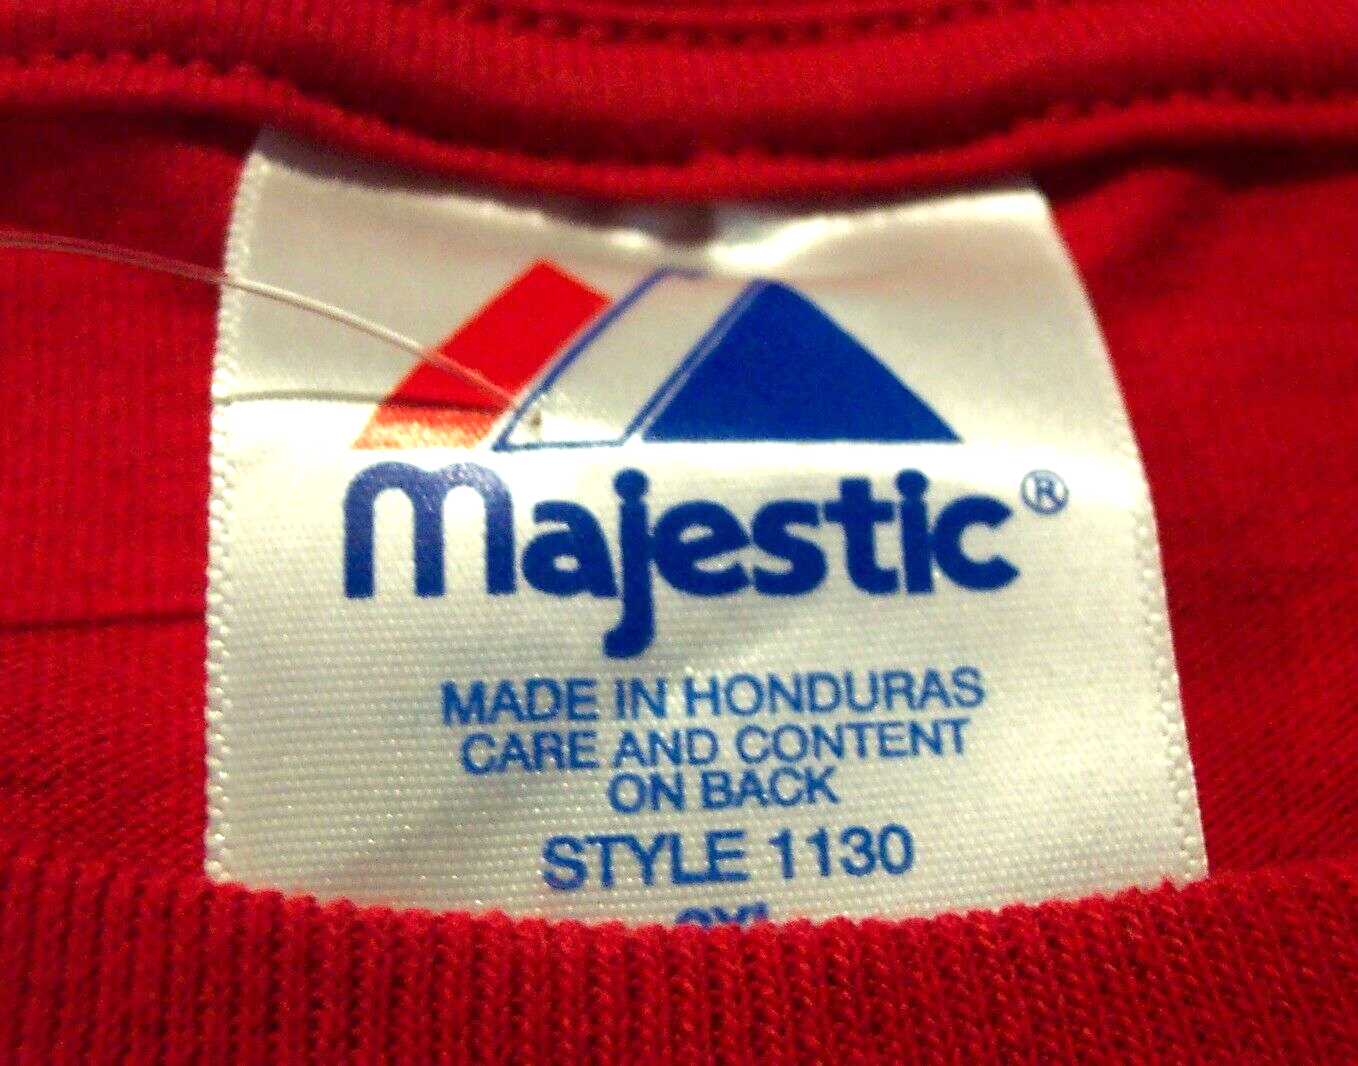 majestic®
MADE IN HONDURAS
CARE AND CONTENT
ON BACK
STYLE 1130